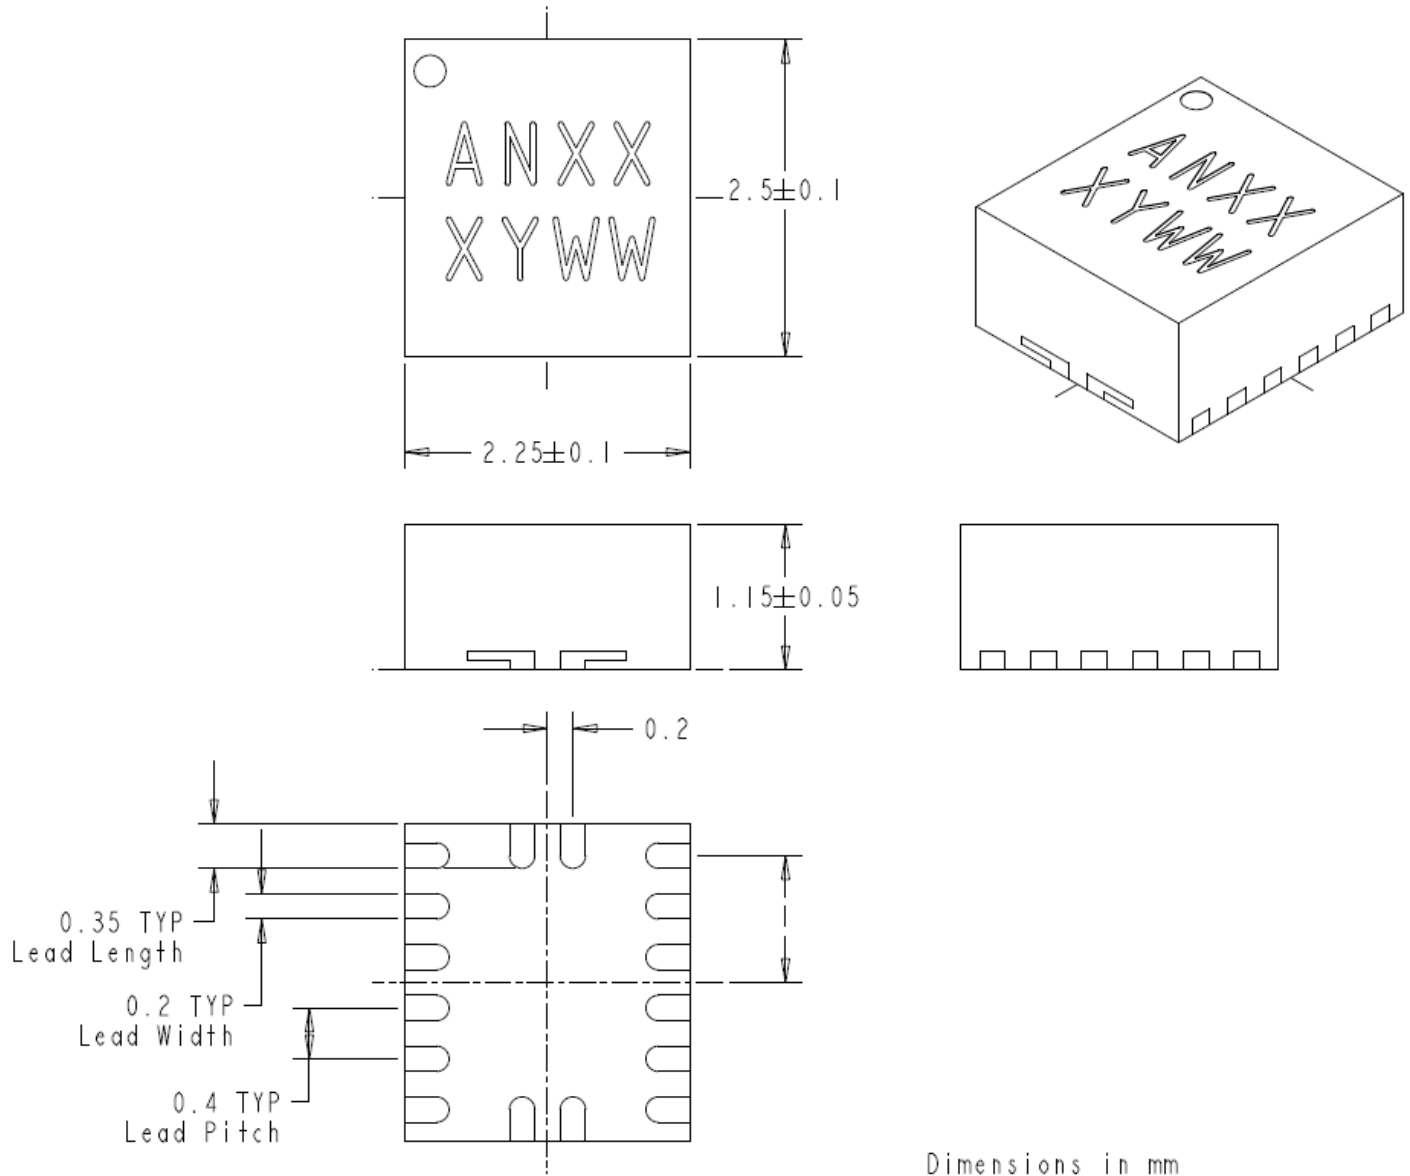 ANXX
XYWW
2.5±0.1
ANXX
XYWW
2.25±0.1
1.15±0.05
0.2
0.35 TYP
Lead Length
0.2 TYP
Lead Width
0.4 TYP
Lead Pitch
Dimensions in mm